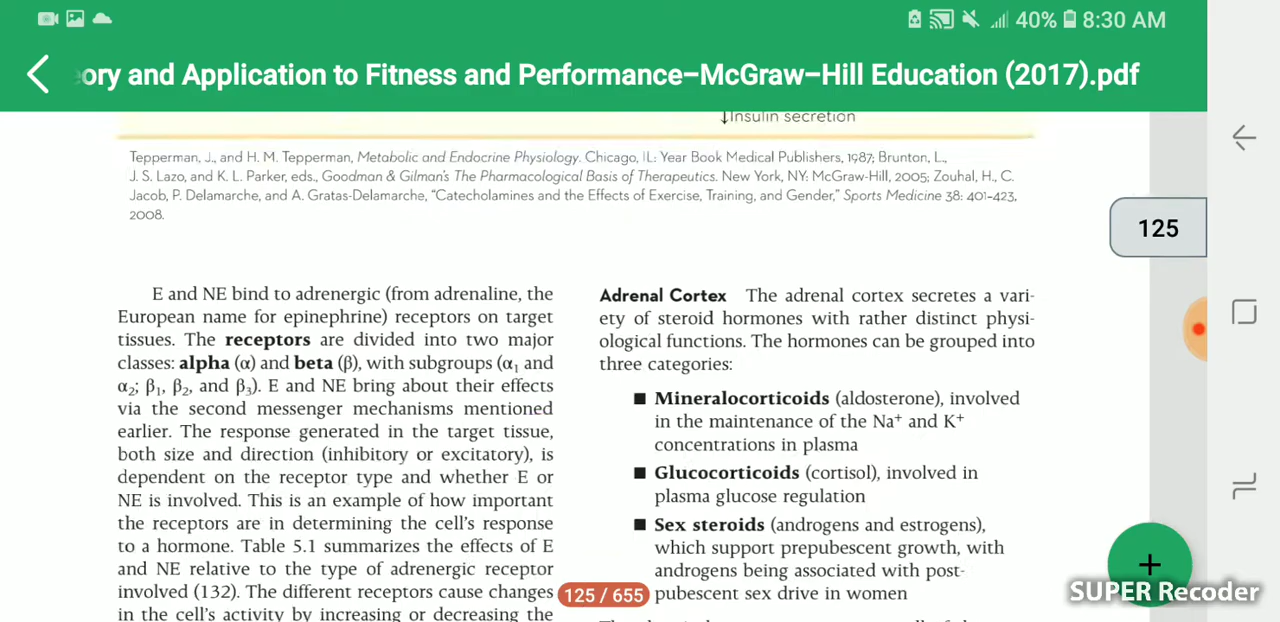 40% 8:30 AM
ory and Application to Fitness and Performance–McGraw–Hill Education (2017).pdf
↓Insulin secretion
Tepperman, J., and H. M. Tepperman, Metabolic and Endocrine Physiology. Chicago, IL: Year Book Medical Publishers, 1987; Brunton, L.,
J. S. Lazo, and K. L. Parker, eds., Goodman & Gilman's The Pharmacological Basis of Therapeutics. New York, NY: McGraw-Hill, 2005; Zouhal, H., C.
Jacob, P. Delamarche, and A. Gratas-Delamarche, "Catecholamines and the Effects of Exercise, Training, and Gender," Sports Medicine 38: 401–423,
2008.
125
E and NE bind to adrenergic (from adrenaline, the
European name for epinephrine) receptors on target
tissues. The receptors are divided into two major
classes: alpha (α) and beta (β), with subgroups (α₁ and
α₂; β₁, β₂, and β₃). E and NE bring about their effects
via the second messenger mechanisms mentioned
earlier. The response generated in the target tissue,
both size and direction (inhibitory or excitatory), is
dependent on the receptor type and whether E or
NE is involved. This is an example of how important
the receptors are in determining the cell's response
to a hormone. Table 5.1 summarizes the effects of E
and NE relative to the type of adrenergic receptor
involved (132). The different receptors cause changes
in the cell's activity by increasing or decreasing the
Adrenal Cortex The adrenal cortex secretes a vari-
ety of steroid hormones with rather distinct physi-
ological functions. The hormones can be grouped into
three categories:
■ Mineralocorticoids (aldosterone), involved
in the maintenance of the Na⁺ and K⁺
concentrations in plasma
■ Glucocorticoids (cortisol), involved in
plasma glucose regulation
■ Sex steroids (androgens and estrogens),
which support prepubescent growth, with
androgens being associated with post-
pubescent sex drive in women
125 / 655
+
SUPER Recoder